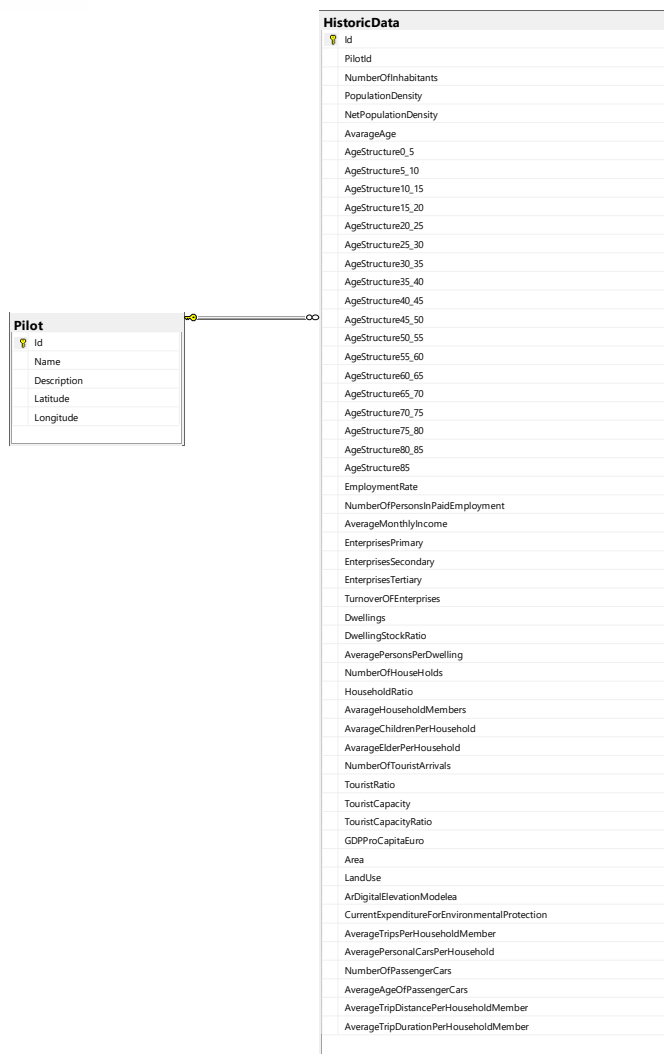 Pilot
Id
Name
Description
Latitude
Longitude
HistoricData
Id
PilotId
NumberOfInhabitants
PopulationDensity
NetPopulationDensity
AvarageAge
AgeStructure0_5
AgeStructure5_10
AgeStructure10_15
AgeStructure15_20
AgeStructure20_25
AgeStructure25_30
AgeStructure30_35
AgeStructure35_40
AgeStructure40_45
AgeStructure45_50
AgeStructure50_55
AgeStructure55_60
AgeStructure60_65
AgeStructure65_70
AgeStructure70_75
AgeStructure75_80
AgeStructure80_85
AgeStructure85
EmploymentRate
NumberOfPersonsInPaidEmployment
AverageMonthlyIncome
EnterprisesPrimary
EnterprisesSecondary
EnterprisesTertiary
TurnoverOFEnterprises
Dwellings
DwellingStockRatio
AveragePersonsPerDwelling
NumberOfHouseHolds
HouseholdRatio
AvarageHouseholdMembers
AvarageChildrenPerHousehold
AvarageElderPerHousehold
NumberOfTouristArrivals
TouristRatio
TouristCapacity
TouristCapacityRatio
GDPProCapitaEuro
Area
LandUse
ArDigitalElevationModelea
CurrentExpenditureForEnvironmentalProtection
AverageTripsPerHouseholdMember
AveragePersonalCarsPerHousehold
NumberOfPassengerCars
AverageAgeOfPassengerCars
AverageTripDistancePerHouseholdMember
AverageTripDurationPerHouseholdMember